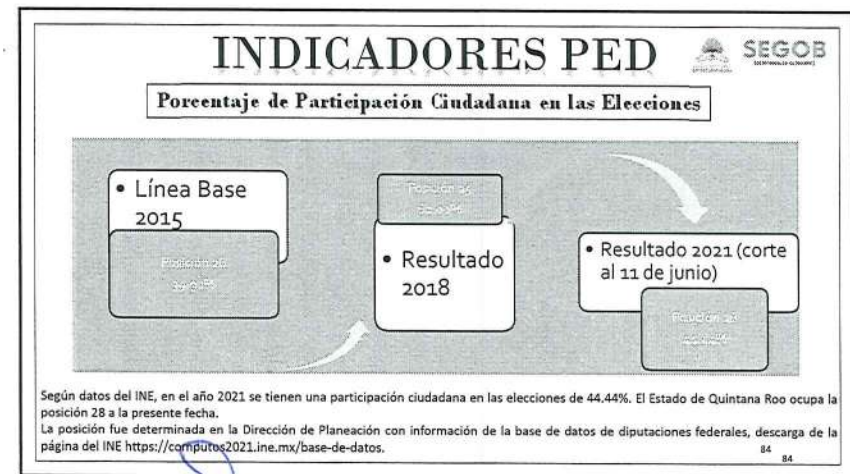 INDICADORES PED
SEGOB
Porcentaje de Participación Ciudadana en las Elecciones
• Línea Base
2015
Posición 28
• Resultado
2018
• Resultado 2021 (corte
al 11 de junio)
Posición 28
Según datos del INE, en el año 2021 se tienen una participación ciudadana en las elecciones de 44.44%. El Estado de Quintana Roo ocupa la
posición 28 a la presente fecha.
La posición fue determinada en la Dirección de Planeación con información de la base de datos de diputaciones federales, descarga de la
página del INE https://computos2021.ine.mx/base-de-datos.
84
84